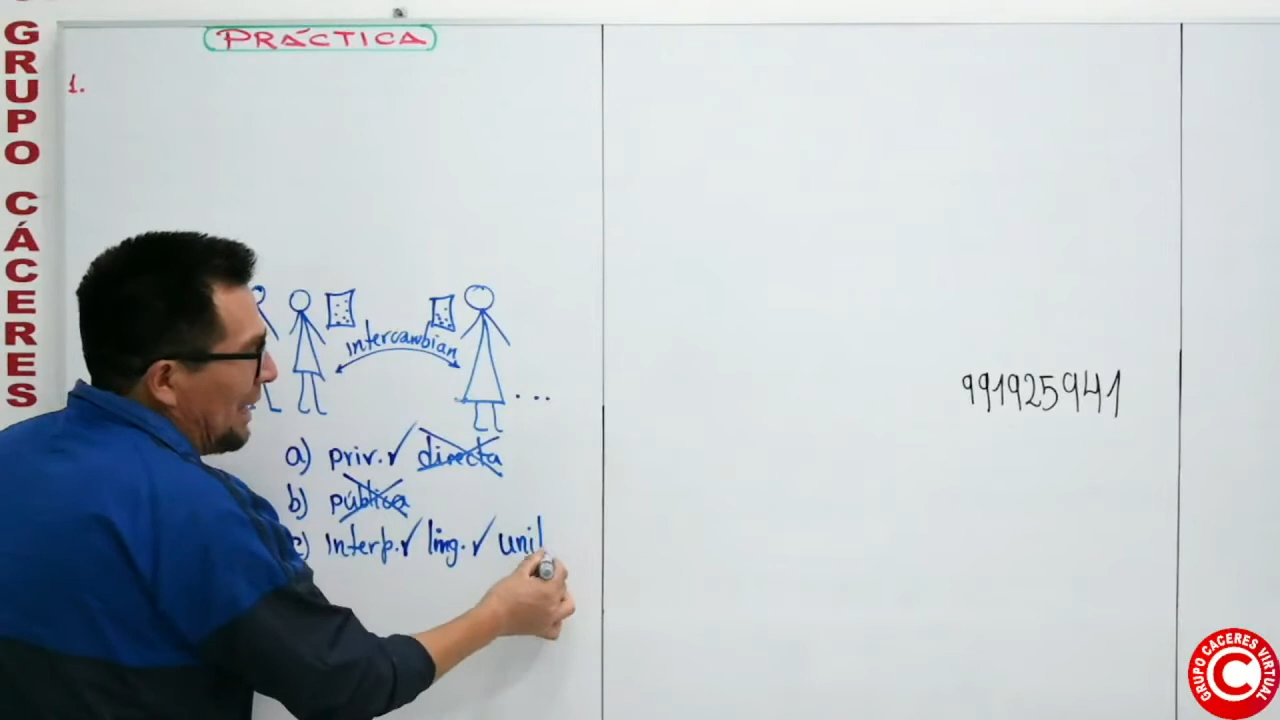 GRUPO CÁCERES
PRÁCTICA
1.
intercambian
...
a) priv. ✓ directa
b) pública
c) interp. ✓ ling. ✓ unil
991925941
GRUPO CACERES VIRTUAL
C